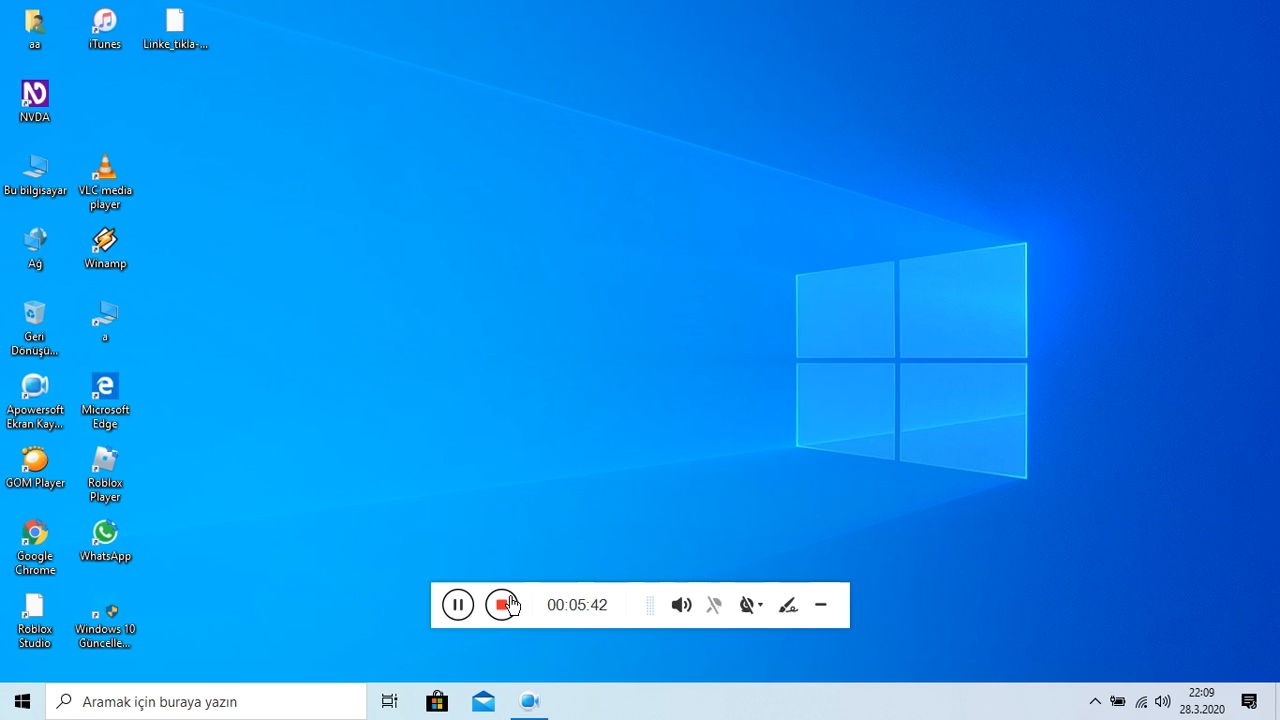 aa
iTunes
Linke_tikla-...
NVDA
Bu bilgisayar
VLC media
player
Ağ
Winamp
Geri
Dönüşü...
a
Apowersoft
Ekran Kay...
Microsoft
Edge
GOM Player
Roblox
Player
Google
Chrome
WhatsApp
Roblox
Studio
Windows 10
Güncelle...
00:05:42
Aramak için buraya yazın
22:09
28.3.2020